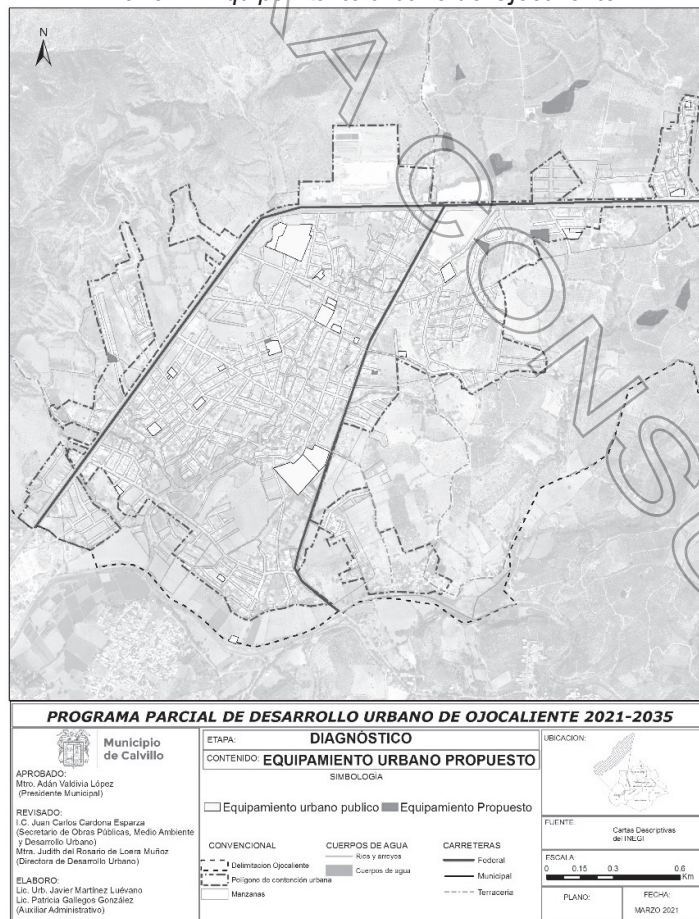 N
A CONSU
PROGRAMA PARCIAL DE DESARROLLO URBANO DE OJOCALIENTE 2021-2035
Municipio
de Calvillo
APROBADO:
Mtro. Adán Valdivia López
(Presidente Municipal)
REVISADO:
I.C. Juan Carlos Cardona Esparza
(Secretario de Obras Públicas, Medio Ambiente
y Desarrollo Urbano)
Mtra. Judith del Rosario de Loera Muñoz
(Directora de Desarrollo Urbano)
ELABORO:
Lic. Urb. Javier Martínez Luévano
Lic. Patricia Gallegos González
(Auxiliar Administrativo)
ETAPA: DIAGNÓSTICO
CONTENIDO: EQUIPAMIENTO URBANO PROPUESTO
SIMBOLOGÍA
Equipamiento urbano publico
Equipamiento Propuesto
CONVENCIONAL
Delimitacion Ojocaliente
Poligono de contención urbana
Manzanas
CUERPOS DE AGUA
Rios y arroyos
Cuerpos de agua
CARRETERAS
Federal
Municipal
Terraceria
UBICACION:
FUENTE
Cartas Descriptivas
del INEGI
ESCALA:
0 0.15 0.3 0.6
Km
PLANO:
FECHA:
MARZO 2021